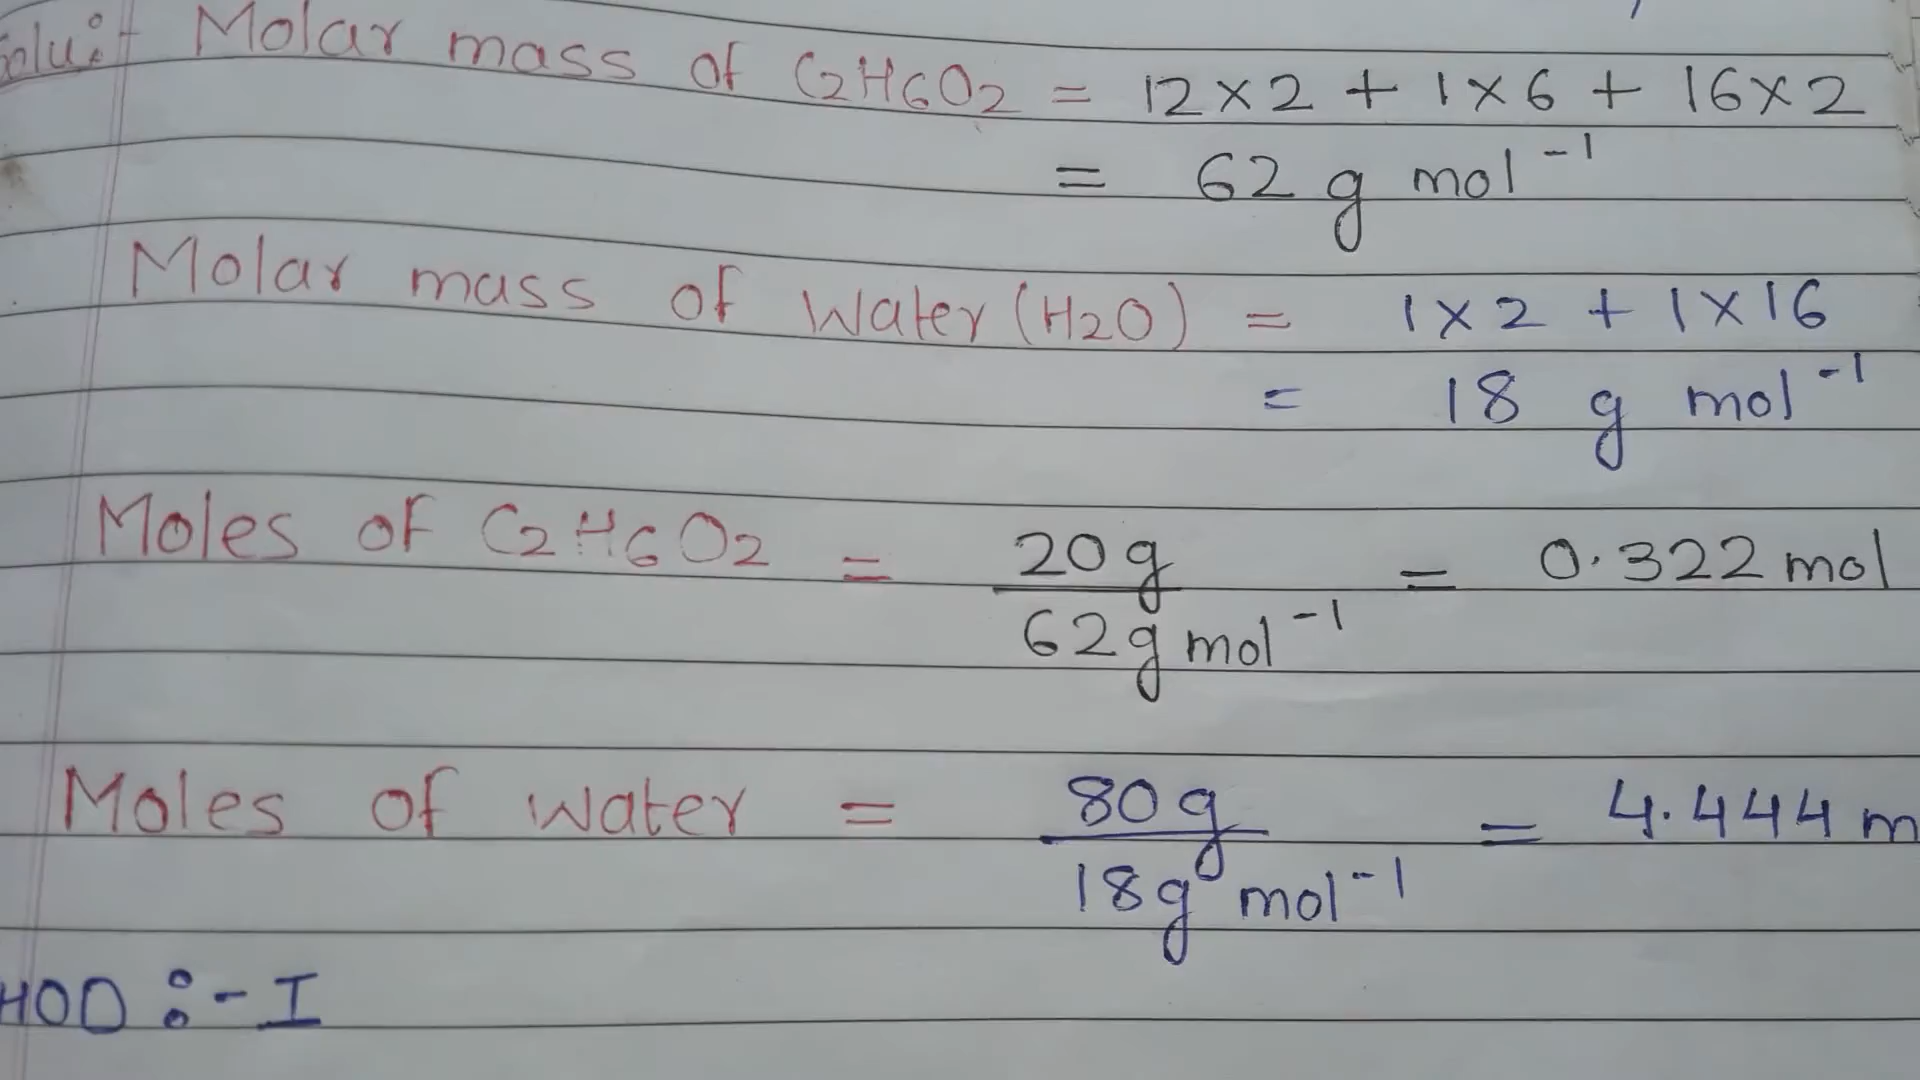 Solu:- Molar mass of C2H6O2 = 12×2 + 1×6 + 16×2
= 62 g mol-1
Molar mass of Water (H2O) = 1×2 + 1×16
= 18 g mol-1
Moles of C2H6O2 = 20g / 62g mol-1 = 0.322 mol
Moles of water = 80g / 18g mol-1 = 4.444 m
HOD :- I